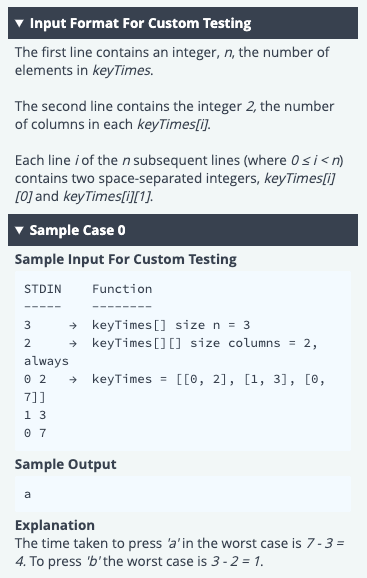 ▼ Input Format For Custom Testing
The first line contains an integer, n, the number of
elements in keyTimes.
The second line contains the integer 2, the number
of columns in each keyTimes[i].
Each line i of the n subsequent lines (where 0 ≤ i < n)
contains two space-separated integers, keyTimes[i]
[0] and keyTimes[i][1].
▼ Sample Case 0
Sample Input For Custom Testing
STDIN    Function
-----    --------
3    →  keyTimes[] size n = 3
2    →  keyTimes[][] size columns = 2,
always
0 2  →  keyTimes = [[0, 2], [1, 3], [0,
7]]
1 3
0 7
Sample Output
a
Explanation
The time taken to press 'a' in the worst case is 7 - 3 =
4. To press 'b' the worst case is 3 - 2 = 1.